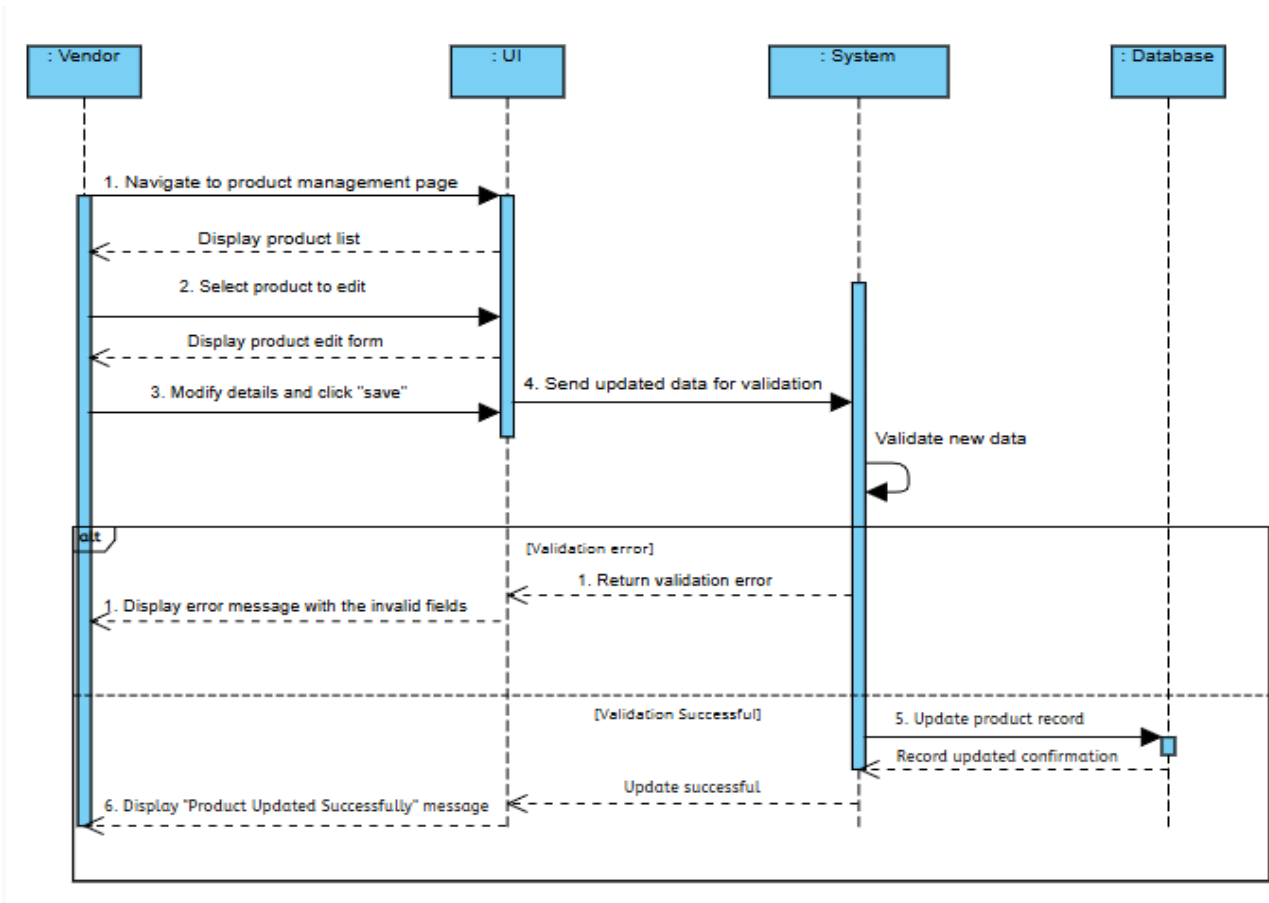 : Vendor
: UI
: System
: Database
1. Navigate to product management page
Display product list
2. Select product to edit
Display product edit form
3. Modify details and click "save"
4. Send updated data for validation
Validate new data
alt
[Validation error]
1. Return validation error
1. Display error message with the invalid fields
[Validation Successful]
5. Update product record
Record updated confirmation
Update successful
6. Display "Product Updated Successfully" message